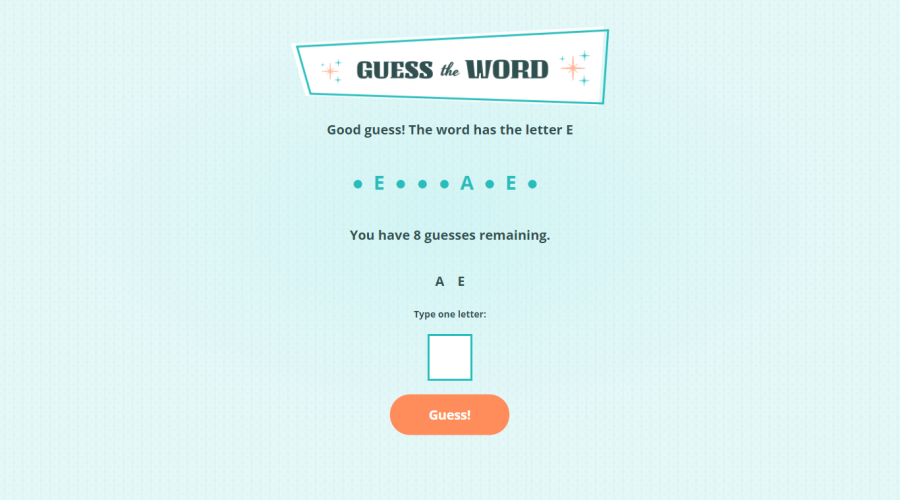 GUESS the WORD
Good guess! The word has the letter E
● E ● ● ● A ● E ●
You have 8 guesses remaining.
A E
Type one letter:
Guess!